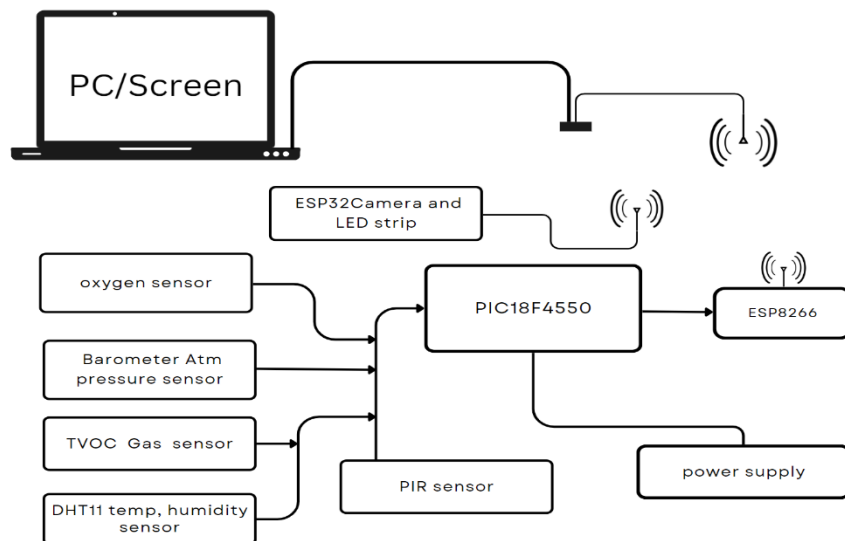 PC/Screen
ESP32Camera and
LED strip
oxygen sensor
PIC18F4550
ESP8266
Barometer Atm
pressure sensor
TVOC Gas sensor
PIR sensor
power supply
DHT11 temp, humidity
sensor